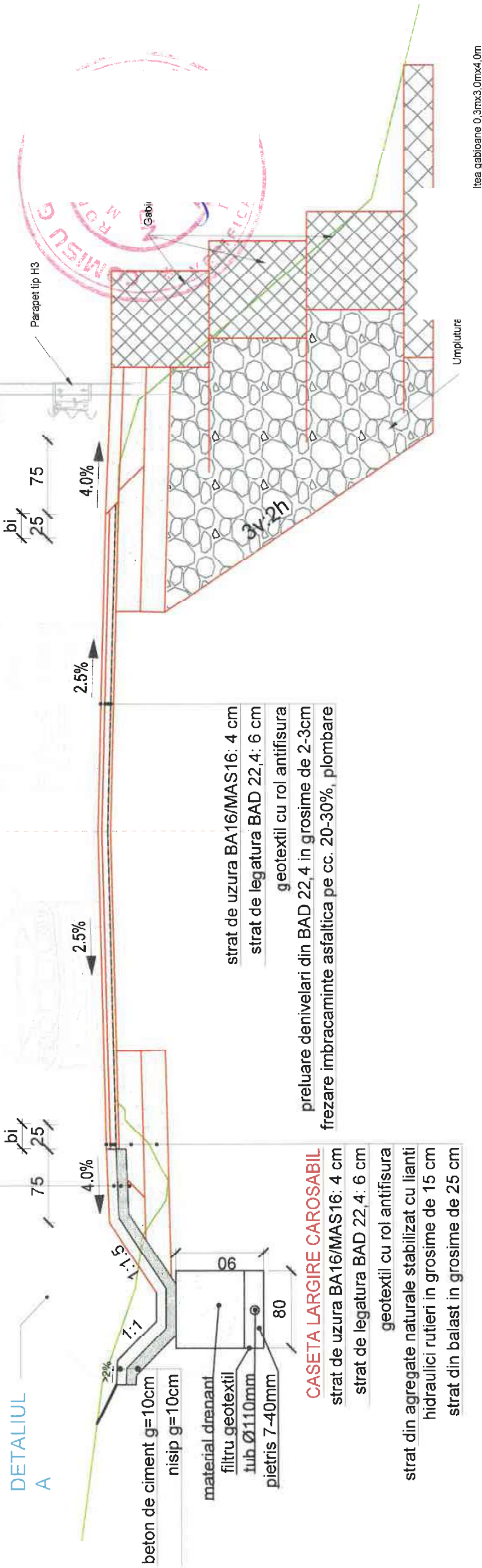 DETALIUL
A
75
bi
25
4.0%
2.5%
2.5%
bi
25
75
4.0%
Parapet tip H3
>2%
1:1
1:1.5
90
80
beton de ciment g=10cm
nisip g=10cm
material drenant
filtru geotextil
tub Ø110mm
pietris 7-40mm
CASETA LARGIRE CAROSABIL
strat de uzura BA16/MAS16: 4 cm
strat de legatura BAD 22,4: 6 cm
geotextil cu rol antifisura
strat din agregate naturale stabilizat cu lianti
hidraulici rutieri in grosime de 15 cm
strat din balast in grosime de 25 cm
strat de uzura BA16/MAS16: 4 cm
strat de legatura BAD 22,4: 6 cm
geotextil cu rol antifisura
preluare denivelari din BAD 22,4 in grosime de 2-3cm
frezare imbracaminte asfaltica pe cc. 20-30%, plombare
3v:2h
Gabi
Umplutura
ltea gabioane 0,3mx3,0mx4,0m